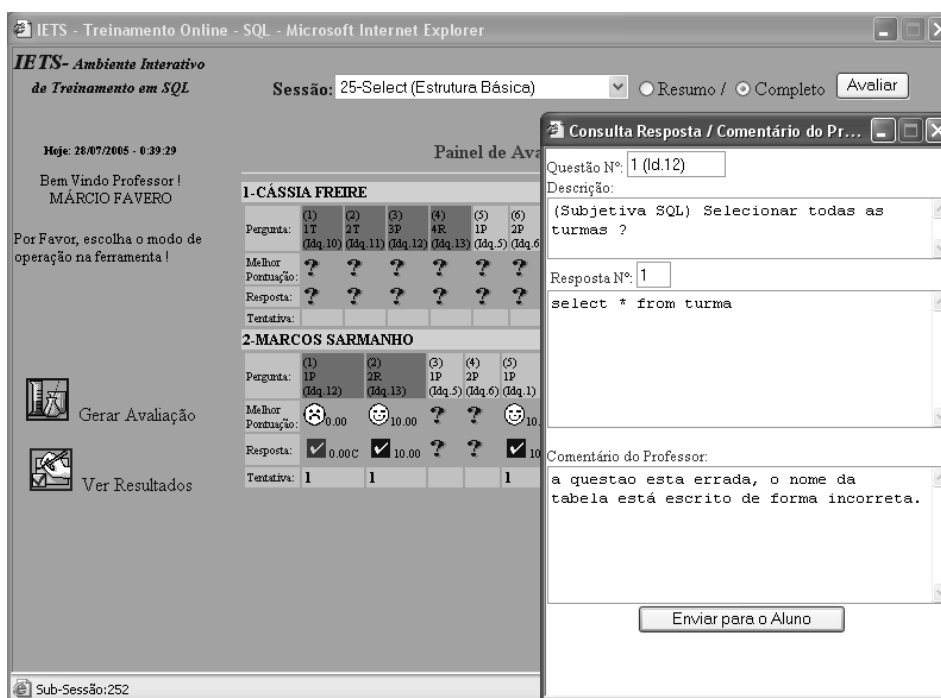 IETS - Treinamento Online - SQL - Microsoft Internet Explorer
IETS- Ambiente Interativo
de Treinamento em SQL
Sessão: 25-Select (Estrutura Básica) Resumo / Completo Avaliar
Hoje: 28/07/2005 - 0:39:29
Bem Vindo Professor !
MÁRCIO FAVERO
Por Favor, escolha o modo de
operação na ferramenta !
Gerar Avaliação
Ver Resultados
Painel de Ava
1-CÁSSIA FREIRE
(1) (2) (3) (4) (5) (6)
Pergunta: 1T 2T 3P 4R 1P 2P
(Idq.10) (Idq.11) (Idq.12) (Idq.13) (Idq.5) (Idq.6
Melhor
Pontuação: ? ? ? ? ? ?
Resposta: ? ? ? ? ? ?
Tentativa:
2-MARCOS SARMANHO
(1) (2) (3) (4) (5)
Pergunta: 1P 2R 1P 2P 1P
(Idq.12) (Idq.13) (Idq.5) (Idq.6) (Idq.1)
Melhor
Pontuação: 0.00 10.00 ? ? 10.
Resposta: 0.00C 10.00 ? ? 10
Tentativa: 1 1 1
Consulta Resposta / Comentário do Pr...
Questão Nº: 1 (Id.12)
Descrição:
(Subjetiva SQL) Selecionar todas as
turmas ?
Resposta Nº: 1
select * from turma
Comentário do Professor:
a questao esta errada, o nome da
tabela está escrito de forma incorreta.
Enviar para o Aluno
Sub-Sessão:252